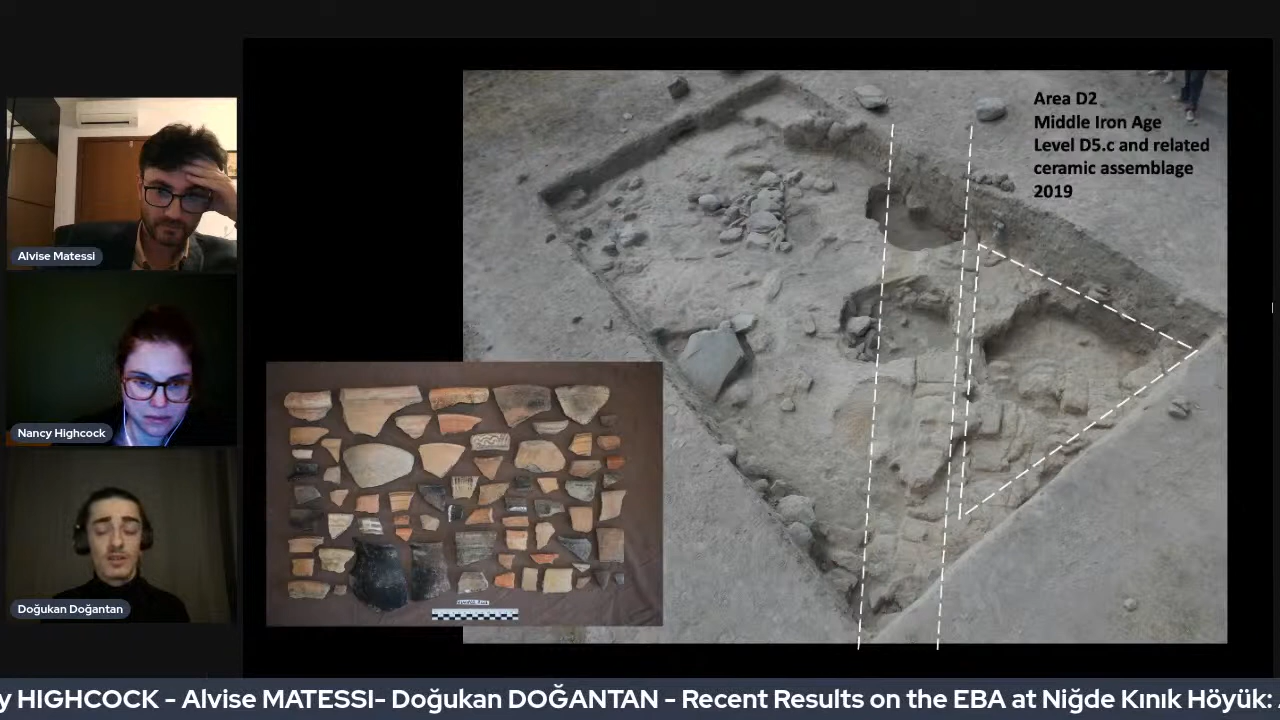 Area D2
Middle Iron Age
Level D5.c and related
ceramic assemblage
2019
Alvise Matessi
Nancy Highcock
Doğukan Doğantan
y HIGHCOCK - Alvise MATESSI- Doğukan DOĞANTAN - Recent Results on the EBA at Niğde Kınık Höyük: